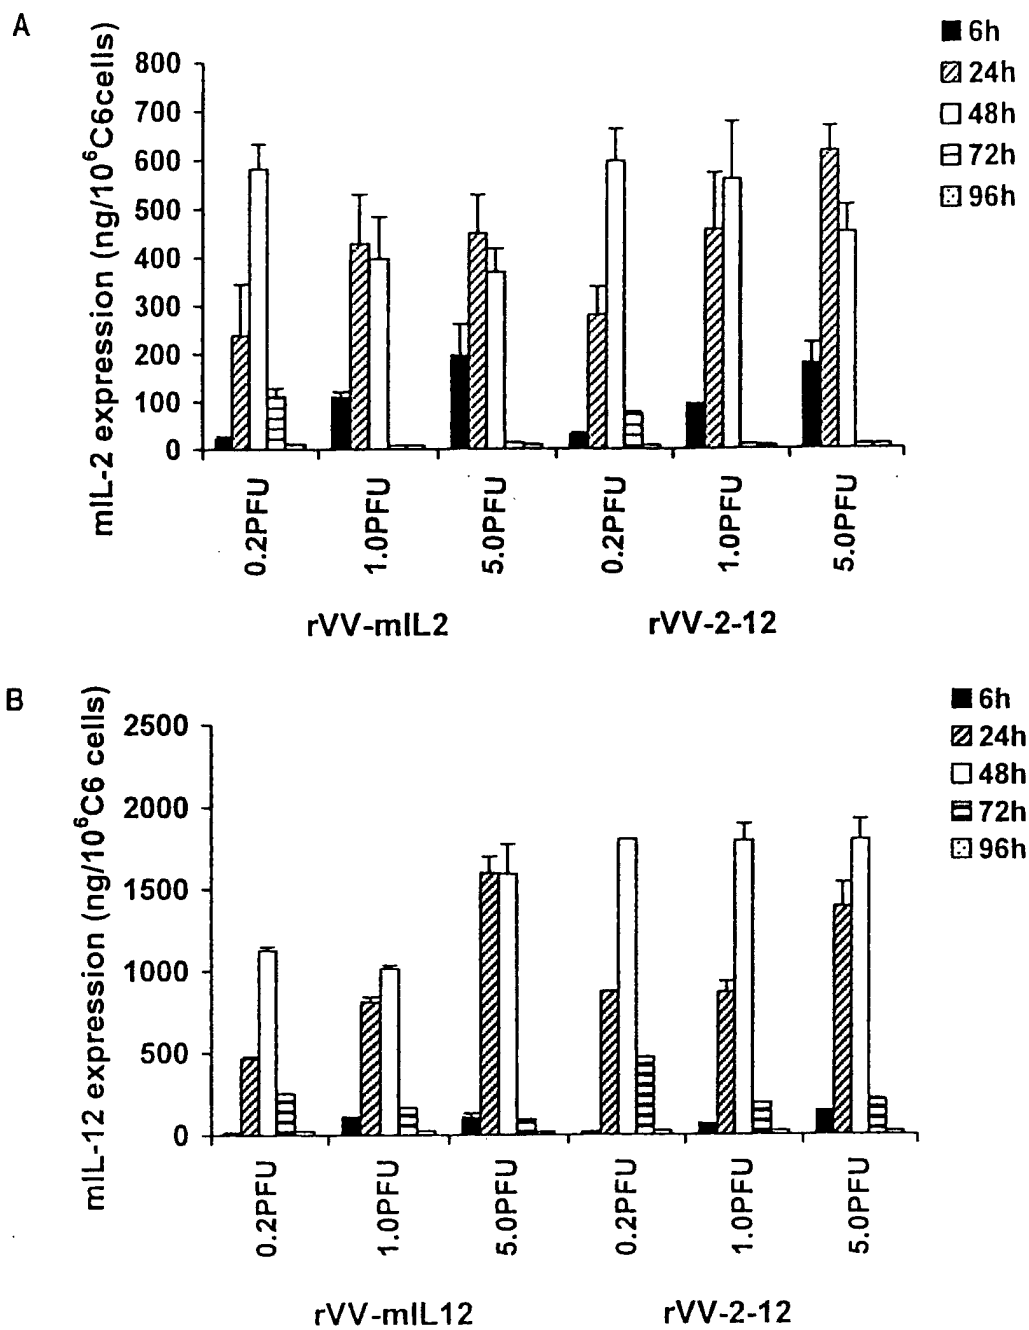 A
mIL-2 expression (ng/10⁶C6cells)
800
700
600
500
400
300
200
100
0
6h
24h
48h
72h
96h
0.2PFU
1.0PFU
5.0PFU
0.2PFU
1.0PFU
5.0PFU
rVV-mIL2
rVV-2-12
B
mIL-12 expression (ng/10⁶C6 cells)
2500
2000
1500
1000
500
0
6h
24h
48h
72h
96h
0.2PFU
1.0PFU
5.0PFU
0.2PFU
1.0PFU
5.0PFU
rVV-mIL12
rVV-2-12